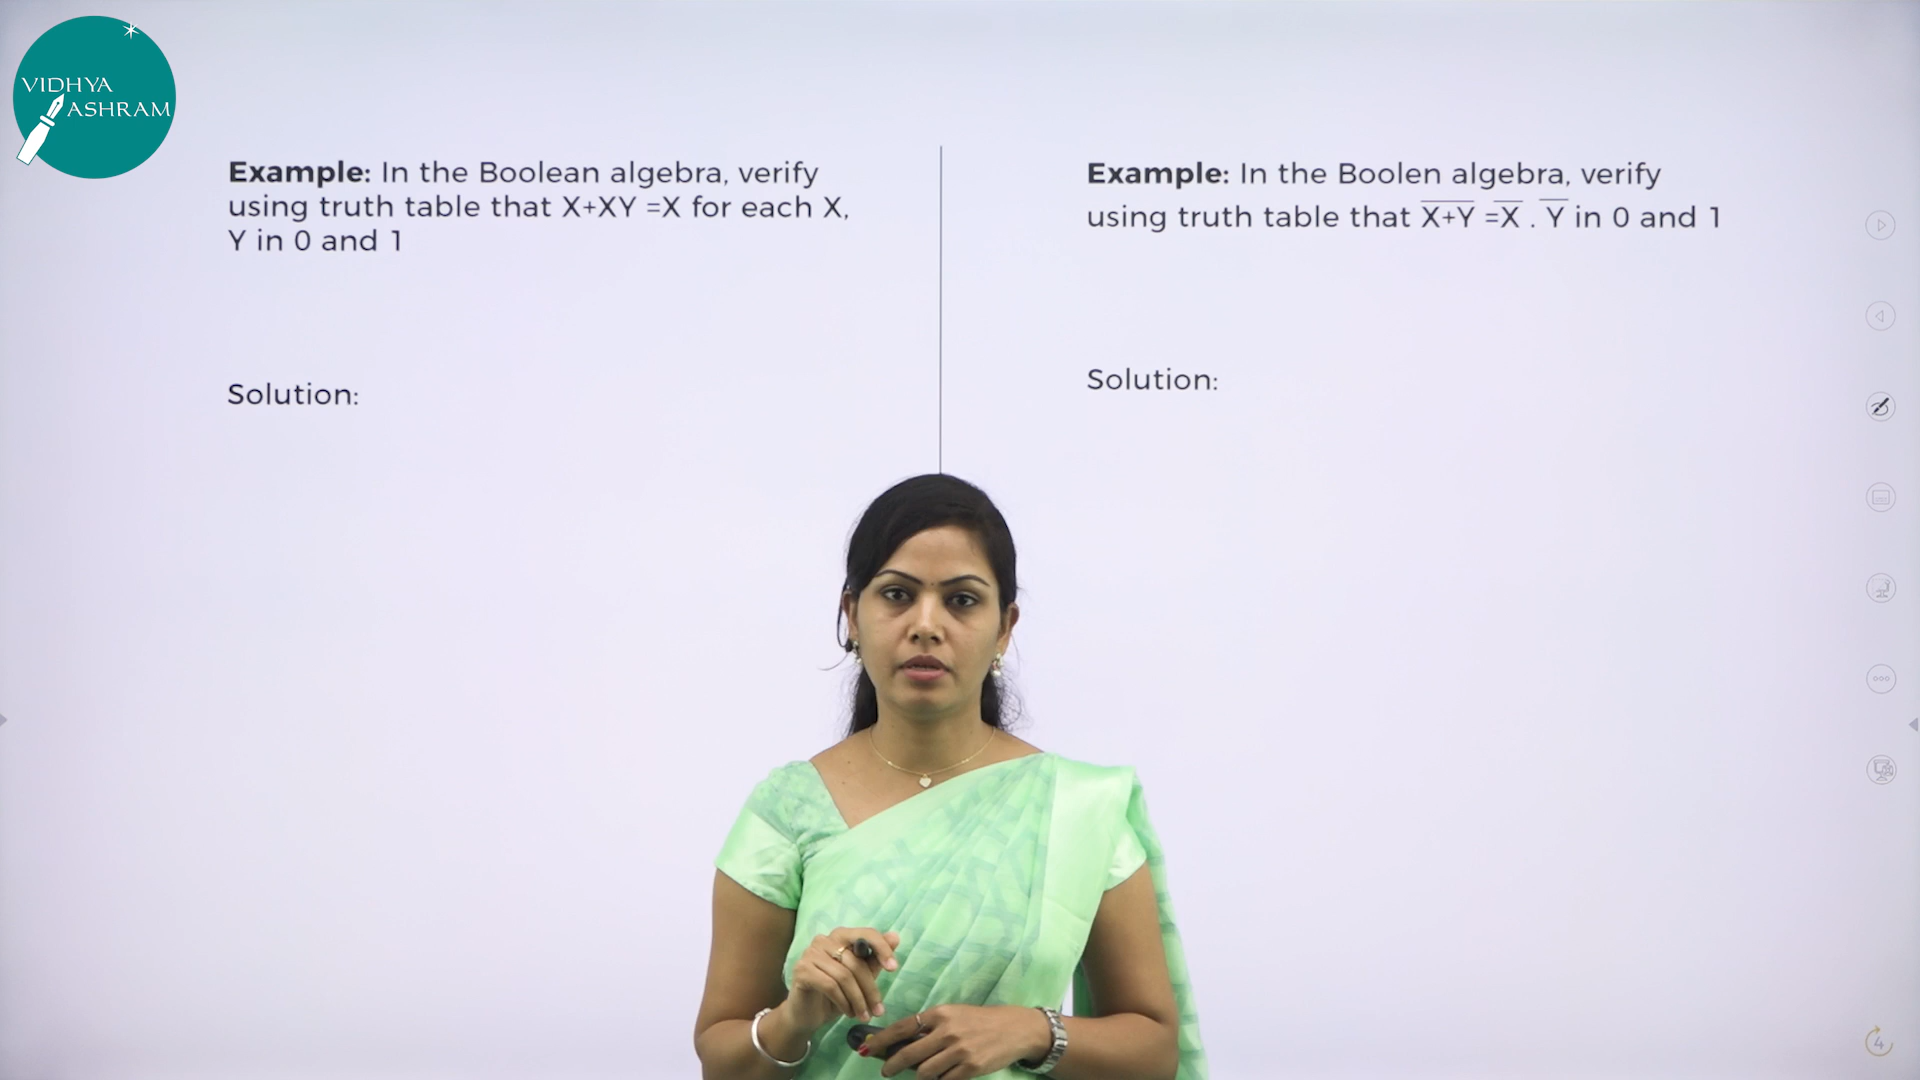 VIDHYA
ASHRAM
Example: In the Boolean algebra, verify
using truth table that X+XY =X for each X,
Y in 0 and 1
Solution:
Example: In the Boolen algebra, verify
using truth table that X̅+̅Y̅ =X̅ . Y̅ in 0 and 1
Solution:
4